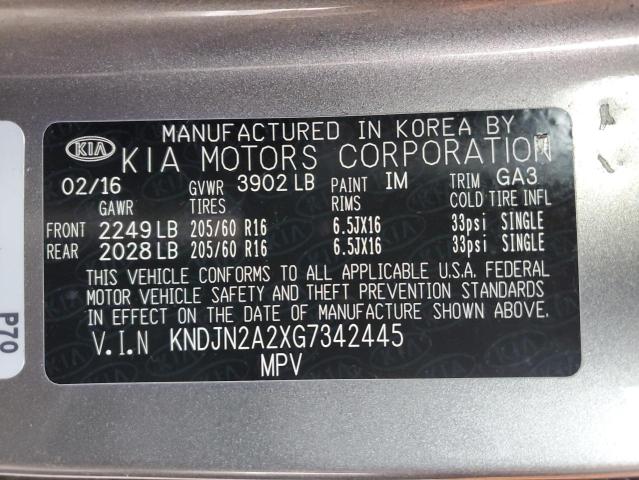 MANUFACTURED IN KOREA BY
KIA KIA MOTORS CORPORATION
02/16 GVWR 3902 LB PAINT IM TRIM GA3
GAWR TIRES RIMS COLD TIRE INFL
FRONT 2249 LB 205/60 R16 6.5JX16 33psi SINGLE
REAR 2028 LB 205/60 R16 6.5JX16 33psi SINGLE
THIS VEHICLE CONFORMS TO ALL APPLICABLE U.S.A. FEDERAL
MOTOR VEHICLE SAFETY AND THEFT PREVENTION STANDARDS
IN EFFECT ON THE DATE OF MANUFACTURE SHOWN ABOVE.
V.I.N KNDJN2A2XG7342445
MPV
P70